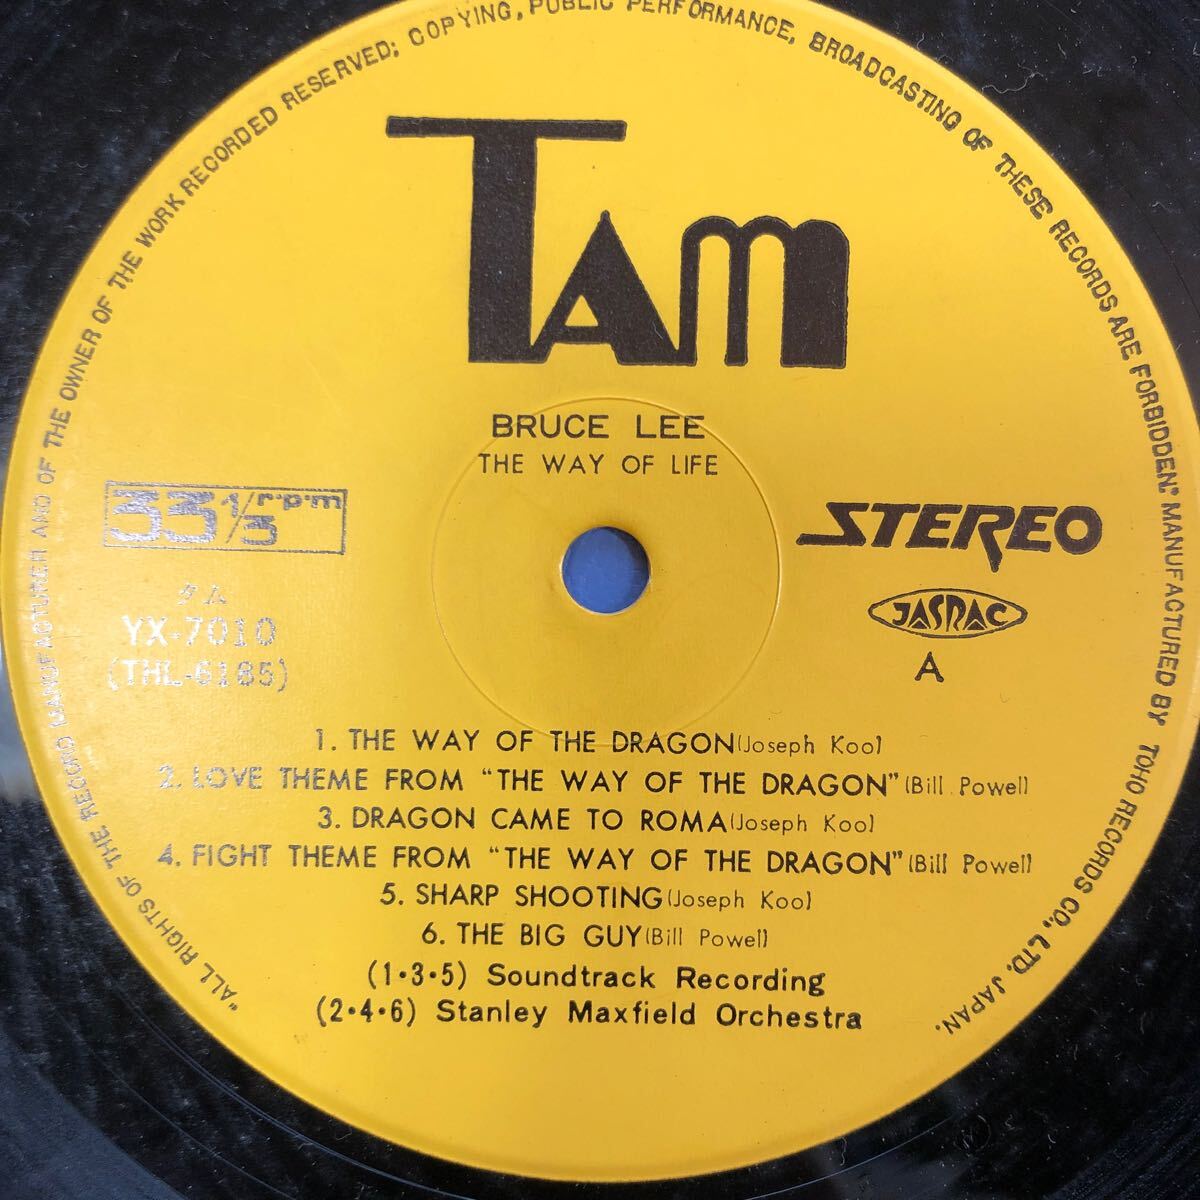 "ALL RIGHTS OF THE RECORD MANUFACTURER AND OF THE OWNER OF THE WORK RECORDED RESERVED; COPYING, PUBLIC PERFORMANCE, BROADCASTING OF THESE RECORDS ARE FORBIDDEN." MANUFACTURED BY TOHO RECORDS CO., LTD. JAPAN.
TAM
BRUCE LEE
THE WAY OF LIFE
33 1/3 r·p·m
STEREO
タム
YX-7010
(THL-6185)
JASRAC
A
1. THE WAY OF THE DRAGON (Joseph Koo)
2. LOVE THEME FROM "THE WAY OF THE DRAGON" (Bill Powell)
3. DRAGON CAME TO ROMA (Joseph Koo)
4. FIGHT THEME FROM "THE WAY OF THE DRAGON" (Bill Powell)
5. SHARP SHOOTING (Joseph Koo)
6. THE BIG GUY (Bill Powell)
(1·3·5) Soundtrack Recording
(2·4·6) Stanley Maxfield Orchestra